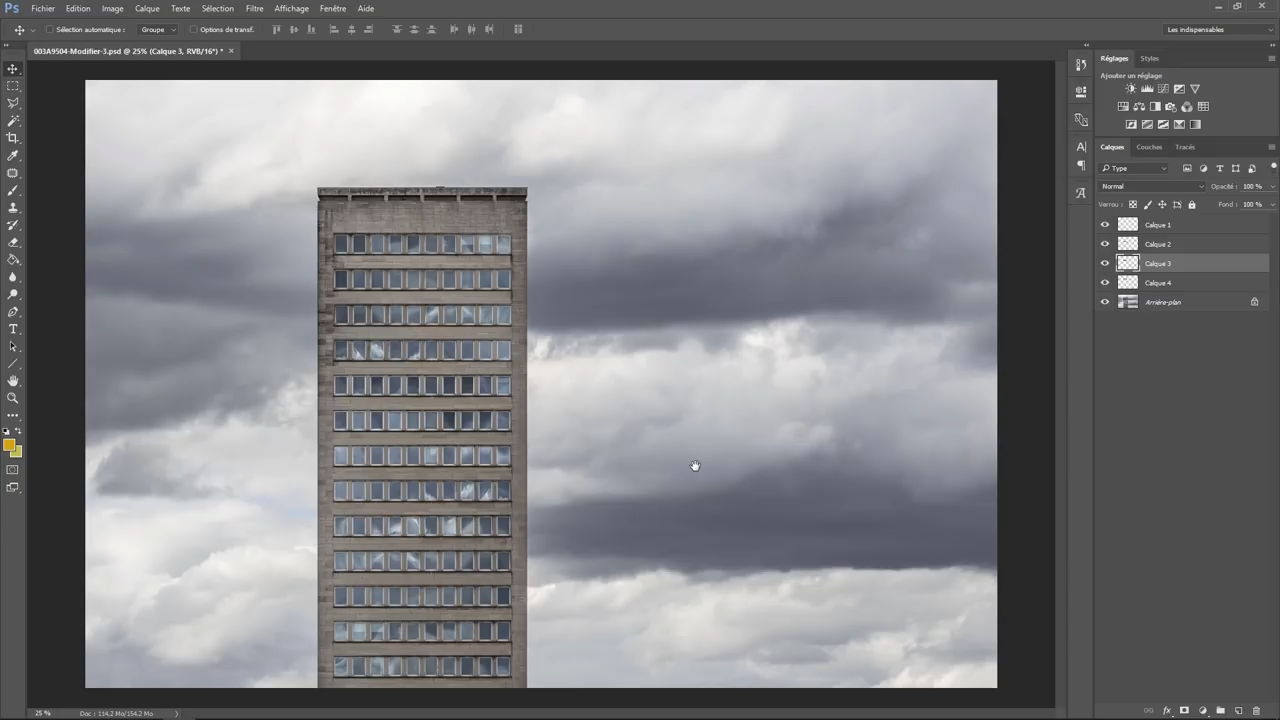 Ps Fichier Edition Image Calque Texte Sélection Filtre Affichage Fenêtre Aide
Sélection automatique : Groupe Options de transf. Les indispensables
003A9504-Modifier-3.psd @ 25% (Calque 3, RVB/16*) * ×
Réglages Styles
Ajouter un réglage
Calques Couches Tracés
Type
Normal Opacité : 100 %
Verrou : Fond : 100 %
Calque 1
Calque 2
Calque 3
Calque 4
Arrière-plan
25 % Doc : 114,2 Mo/154,2 Mo